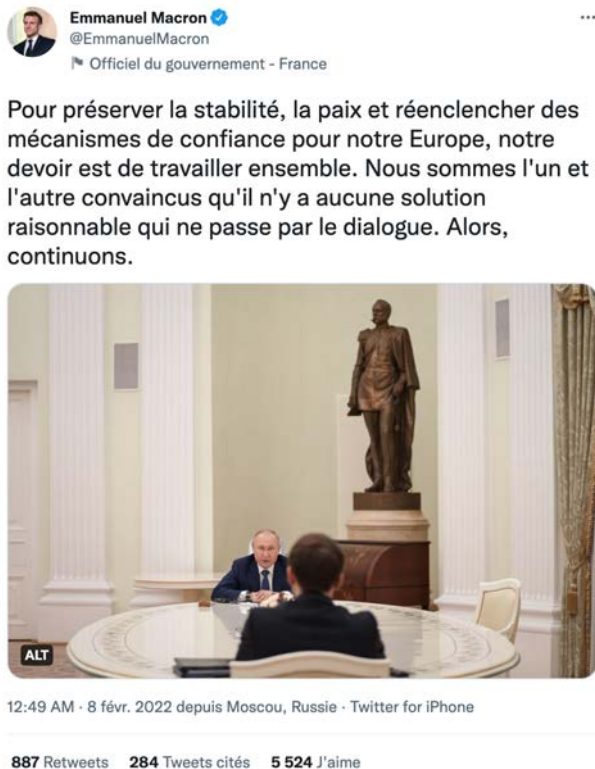 Emmanuel Macron
@EmmanuelMacron
Officiel du gouvernement - France
Pour préserver la stabilité, la paix et réenclencher des
mécanismes de confiance pour notre Europe, notre
devoir est de travailler ensemble. Nous sommes l'un et
l'autre convaincus qu'il n'y a aucune solution
raisonnable qui ne passe par le dialogue. Alors,
continuons.
ALT
12:49 AM · 8 févr. 2022 depuis Moscou, Russie · Twitter for iPhone
887 Retweets 284 Tweets cités 5 524 J'aime